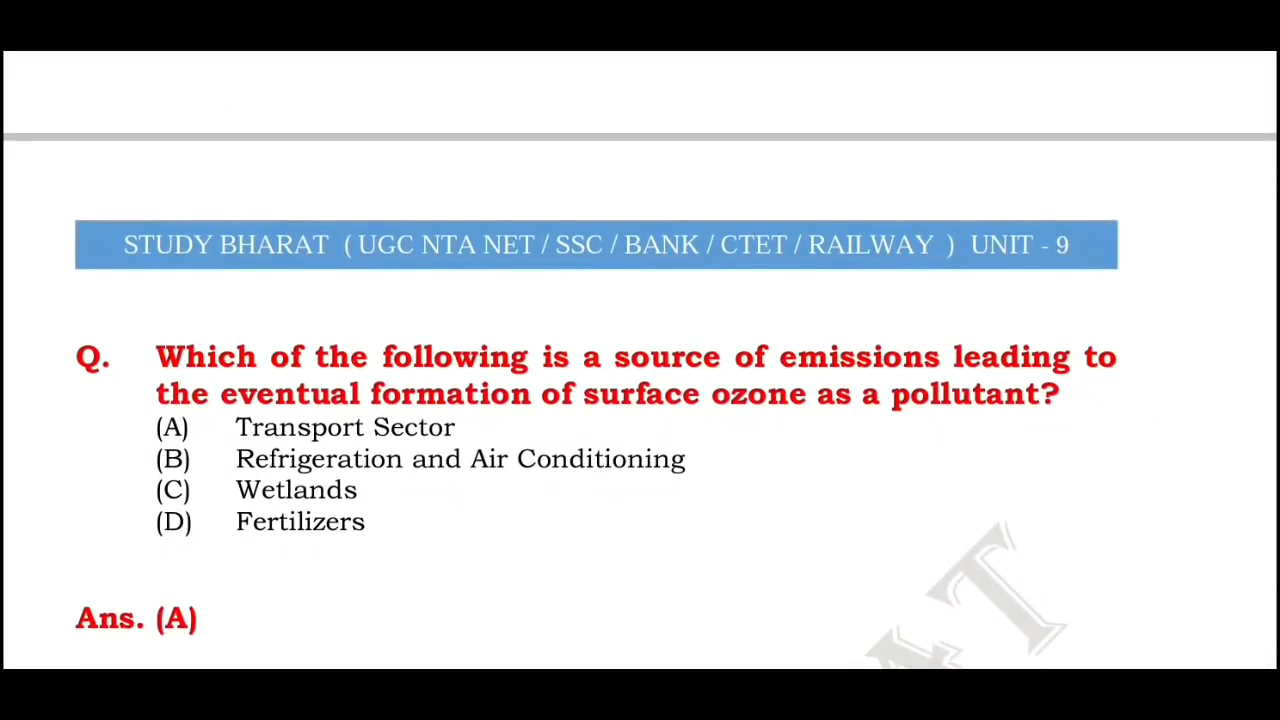 STUDY BHARAT ( UGC NTA NET / SSC / BANK / CTET / RAILWAY ) UNIT - 9
Q. Which of the following is a source of emissions leading to
the eventual formation of surface ozone as a pollutant?
(A) Transport Sector
(B) Refrigeration and Air Conditioning
(C) Wetlands
(D) Fertilizers
Ans. (A)